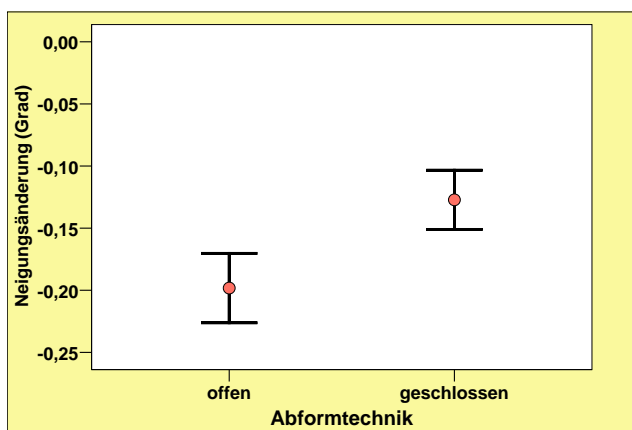 Neigungsänderung (Grad)
0,00
-0,05
-0,10
-0,15
-0,20
-0,25
offen
geschlossen
Abformtechnik